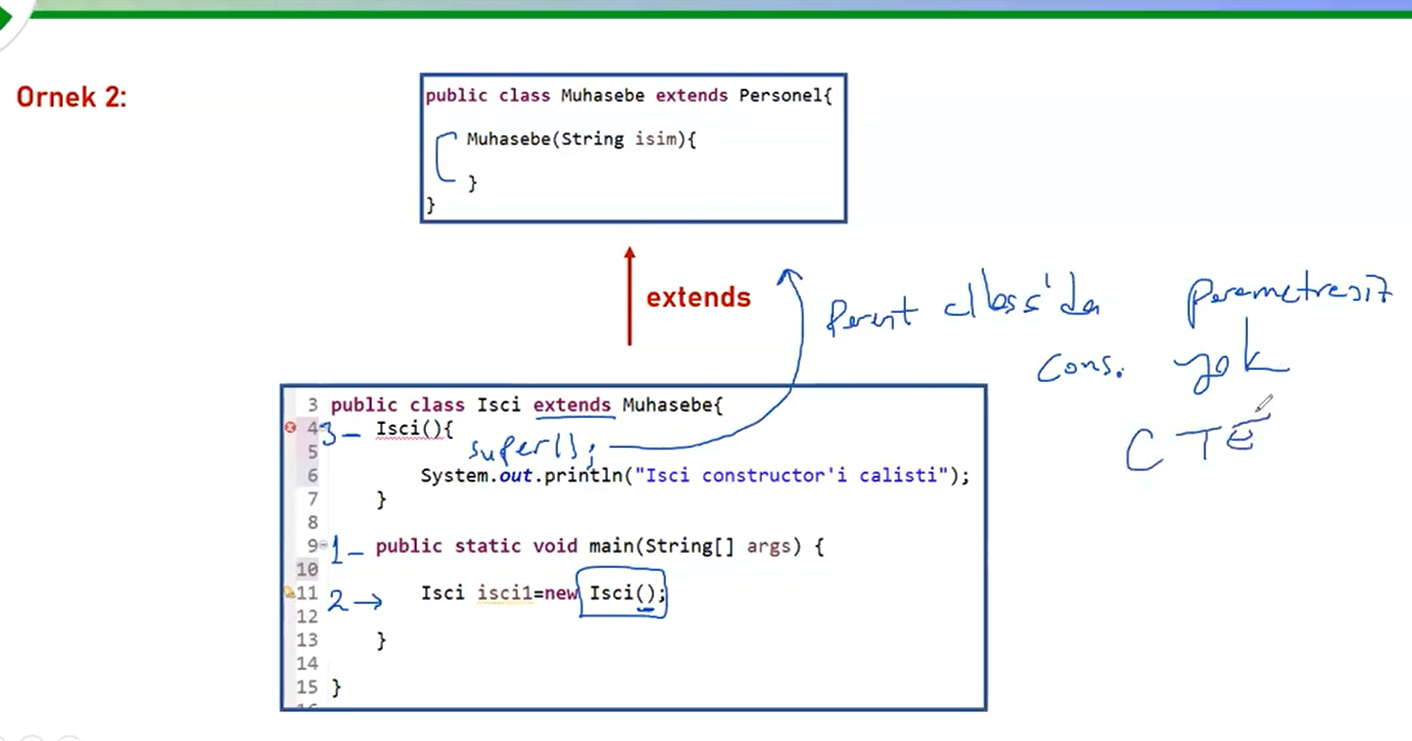 Ornek 2:
public class Muhasebe extends Personel{
Muhasebe(String isim){
}
}
extends
Parent class'da parametresiz
cons. yok
CTE
3 public class Isci extends Muhasebe{
4 3- Isci(){
5 super();
6 System.out.println("Isci constructor'i calisti");
7 }
8
9 1- public static void main(String[] args) {
10
11 2→ Isci isci1=new Isci();
12
13 }
14
15 }